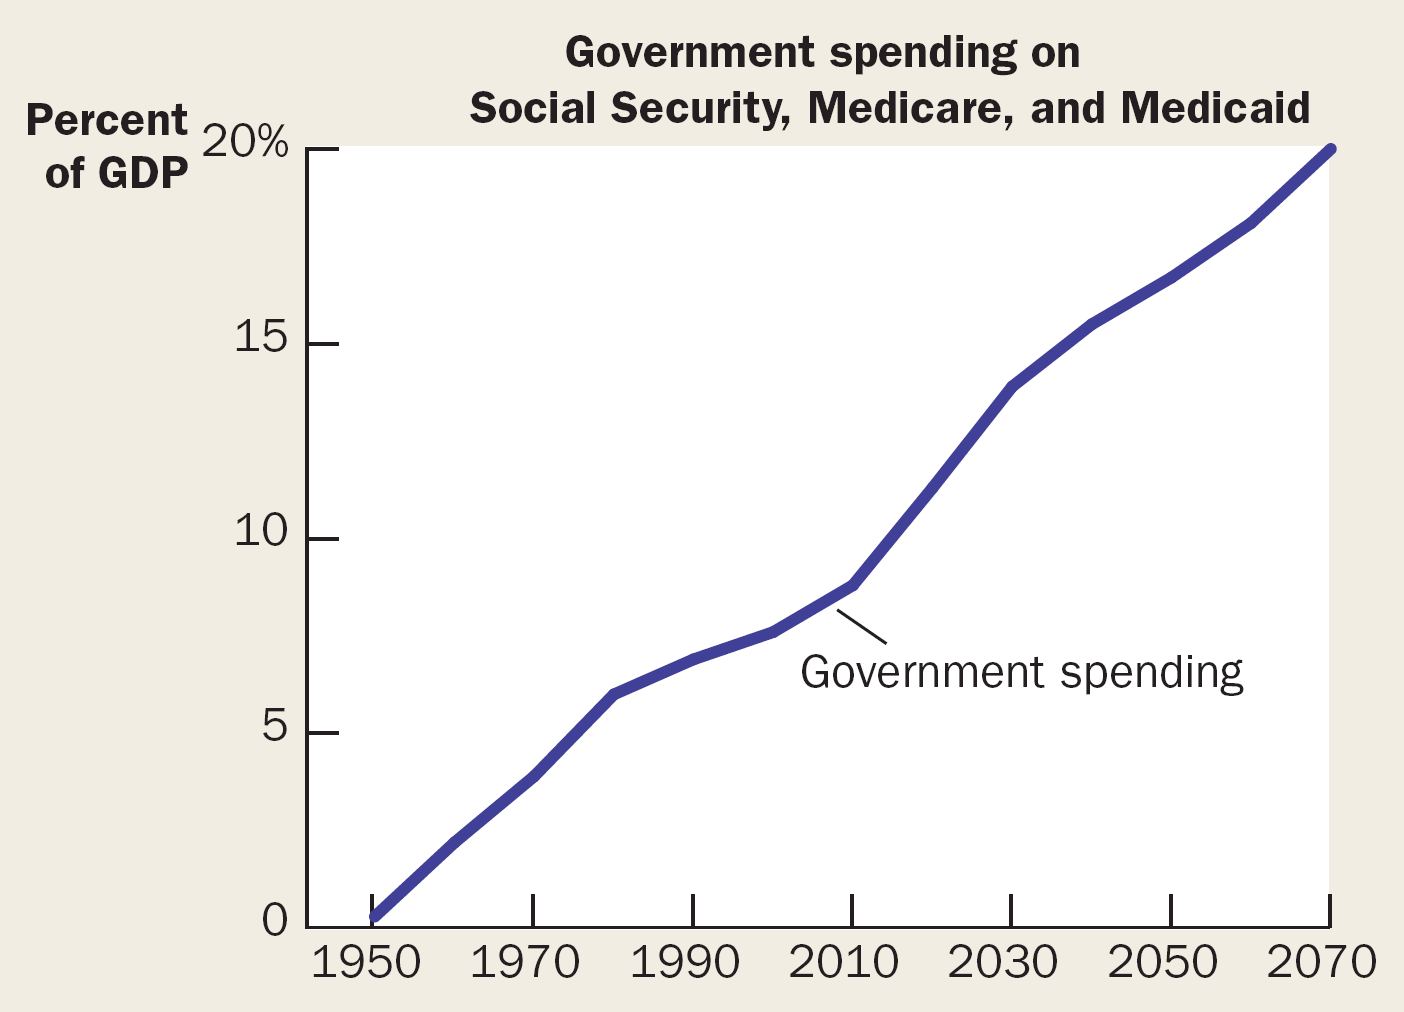 Government spending on
Social Security, Medicare, and Medicaid
Percent
of GDP
20%
15
10
5
0
Government spending
1950 1970 1990 2010 2030 2050 2070